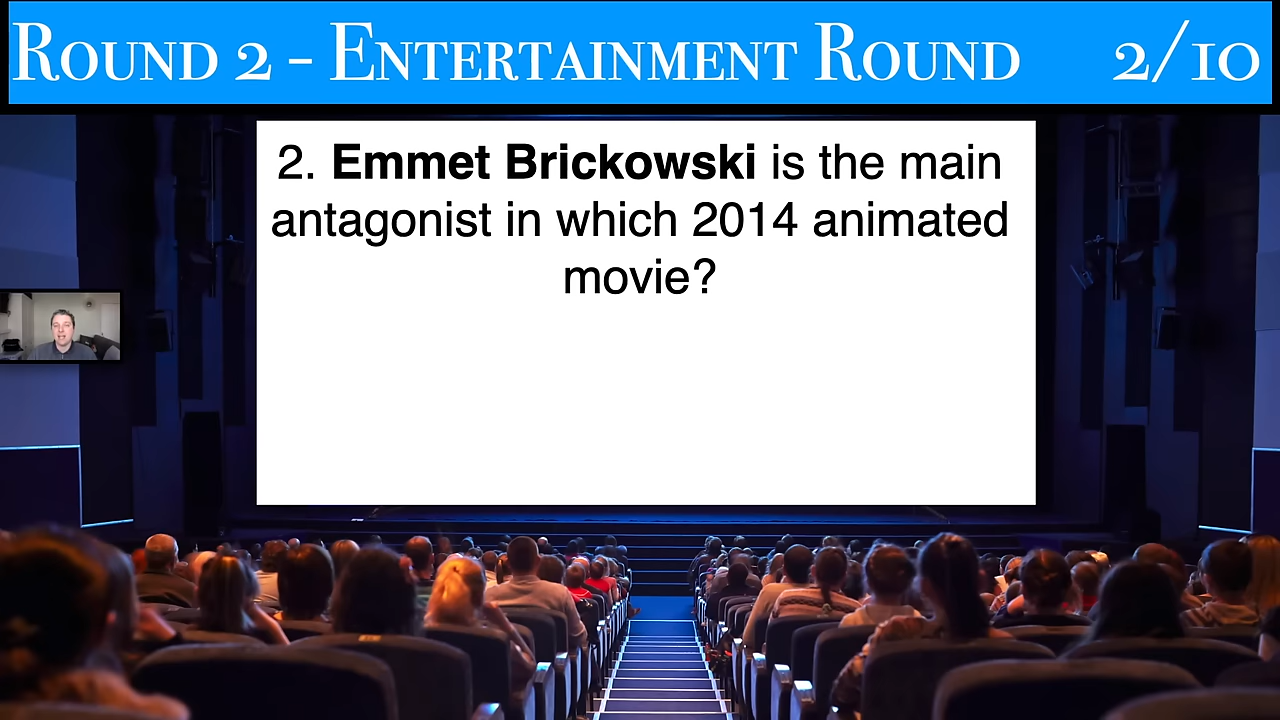 Round 2 - Entertainment Round 2/10
2. Emmet Brickowski is the main
antagonist in which 2014 animated
movie?